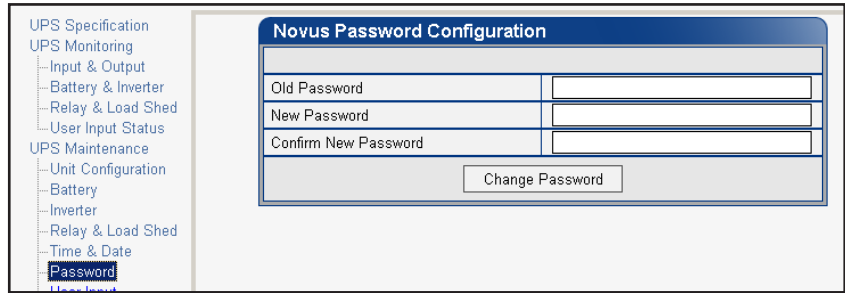 UPS Specification
UPS Monitoring
Input & Output
Battery & Inverter
Relay & Load Shed
User Input Status
UPS Maintenance
Unit Configuration
Battery
Inverter
Relay & Load Shed
Time & Date
Password
User Input
Novus Password Configuration
Old Password
New Password
Confirm New Password
Change Password